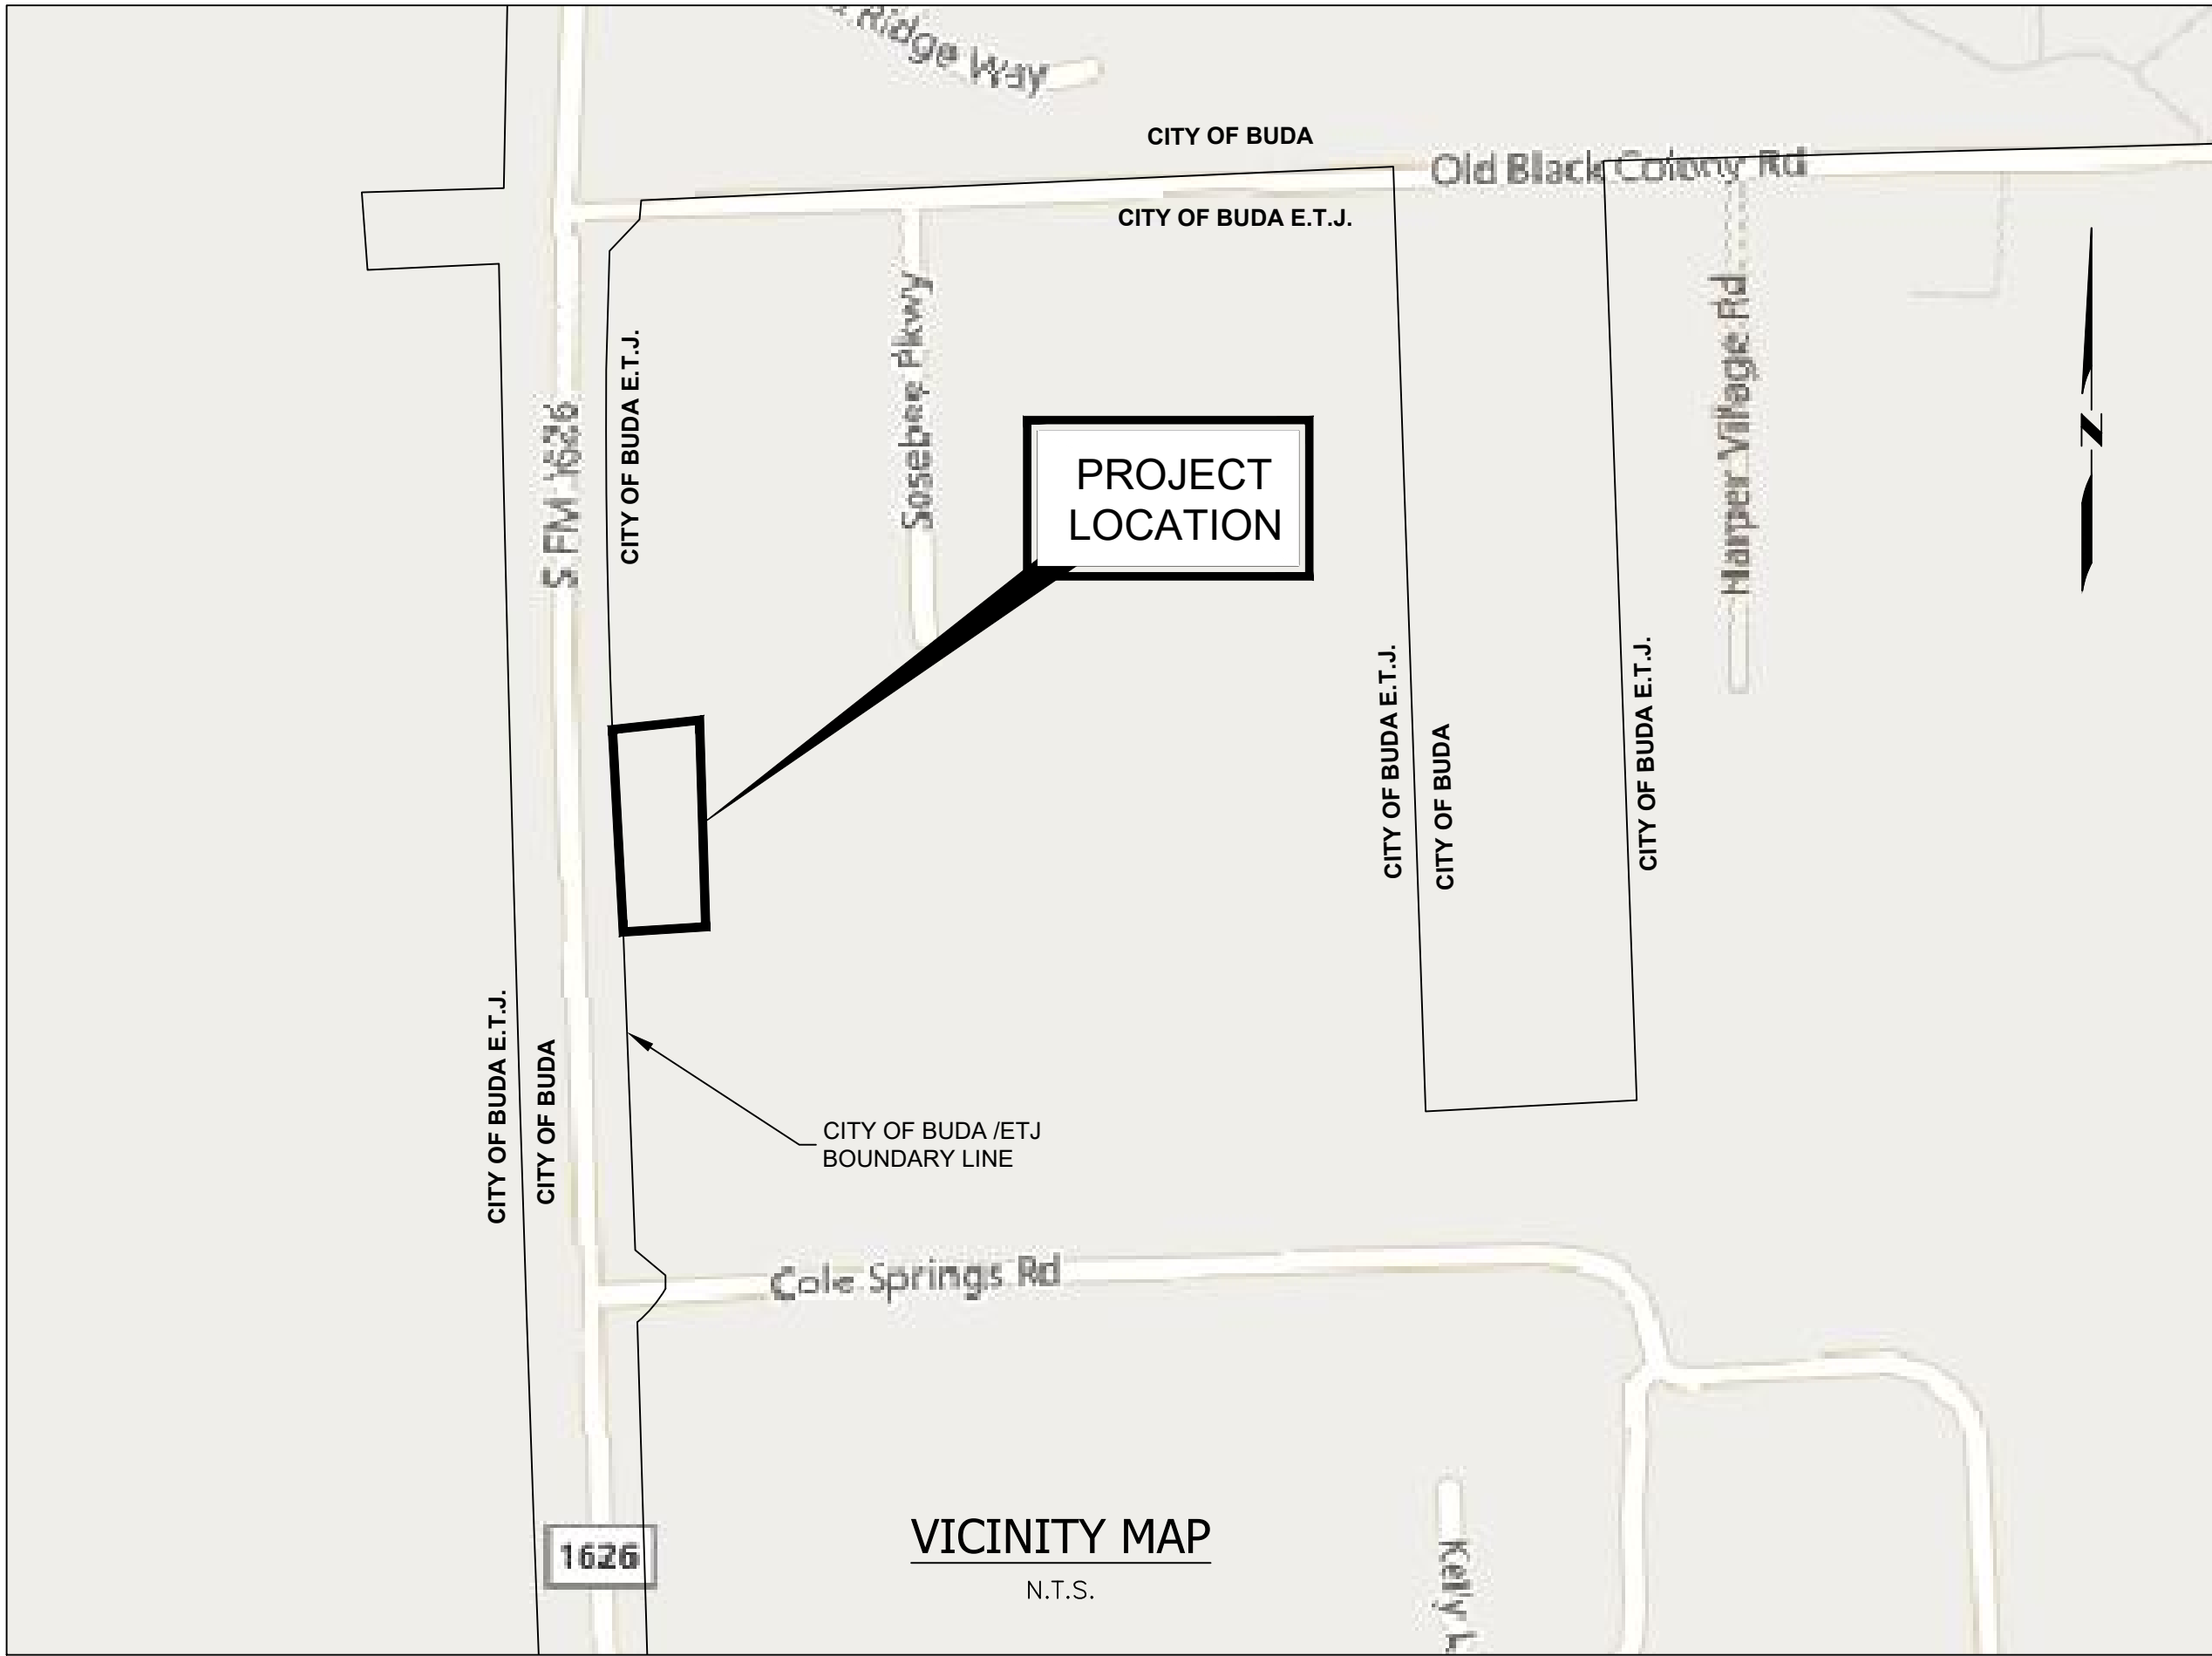 Ridge Way
CITY OF BUDA
Old Black Colony Rd
CITY OF BUDA E.T.J.
S FM 1626
CITY OF BUDA E.T.J.
Sosebee Pkwy
Harper Village Rd
N
PROJECT
LOCATION
CITY OF BUDA E.T.J.
CITY OF BUDA
CITY OF BUDA E.T.J.
CITY OF BUDA E.T.J.
CITY OF BUDA
CITY OF BUDA /ETJ
BOUNDARY LINE
Cole Springs Rd
1626
VICINITY MAP
N.T.S.
Kelly